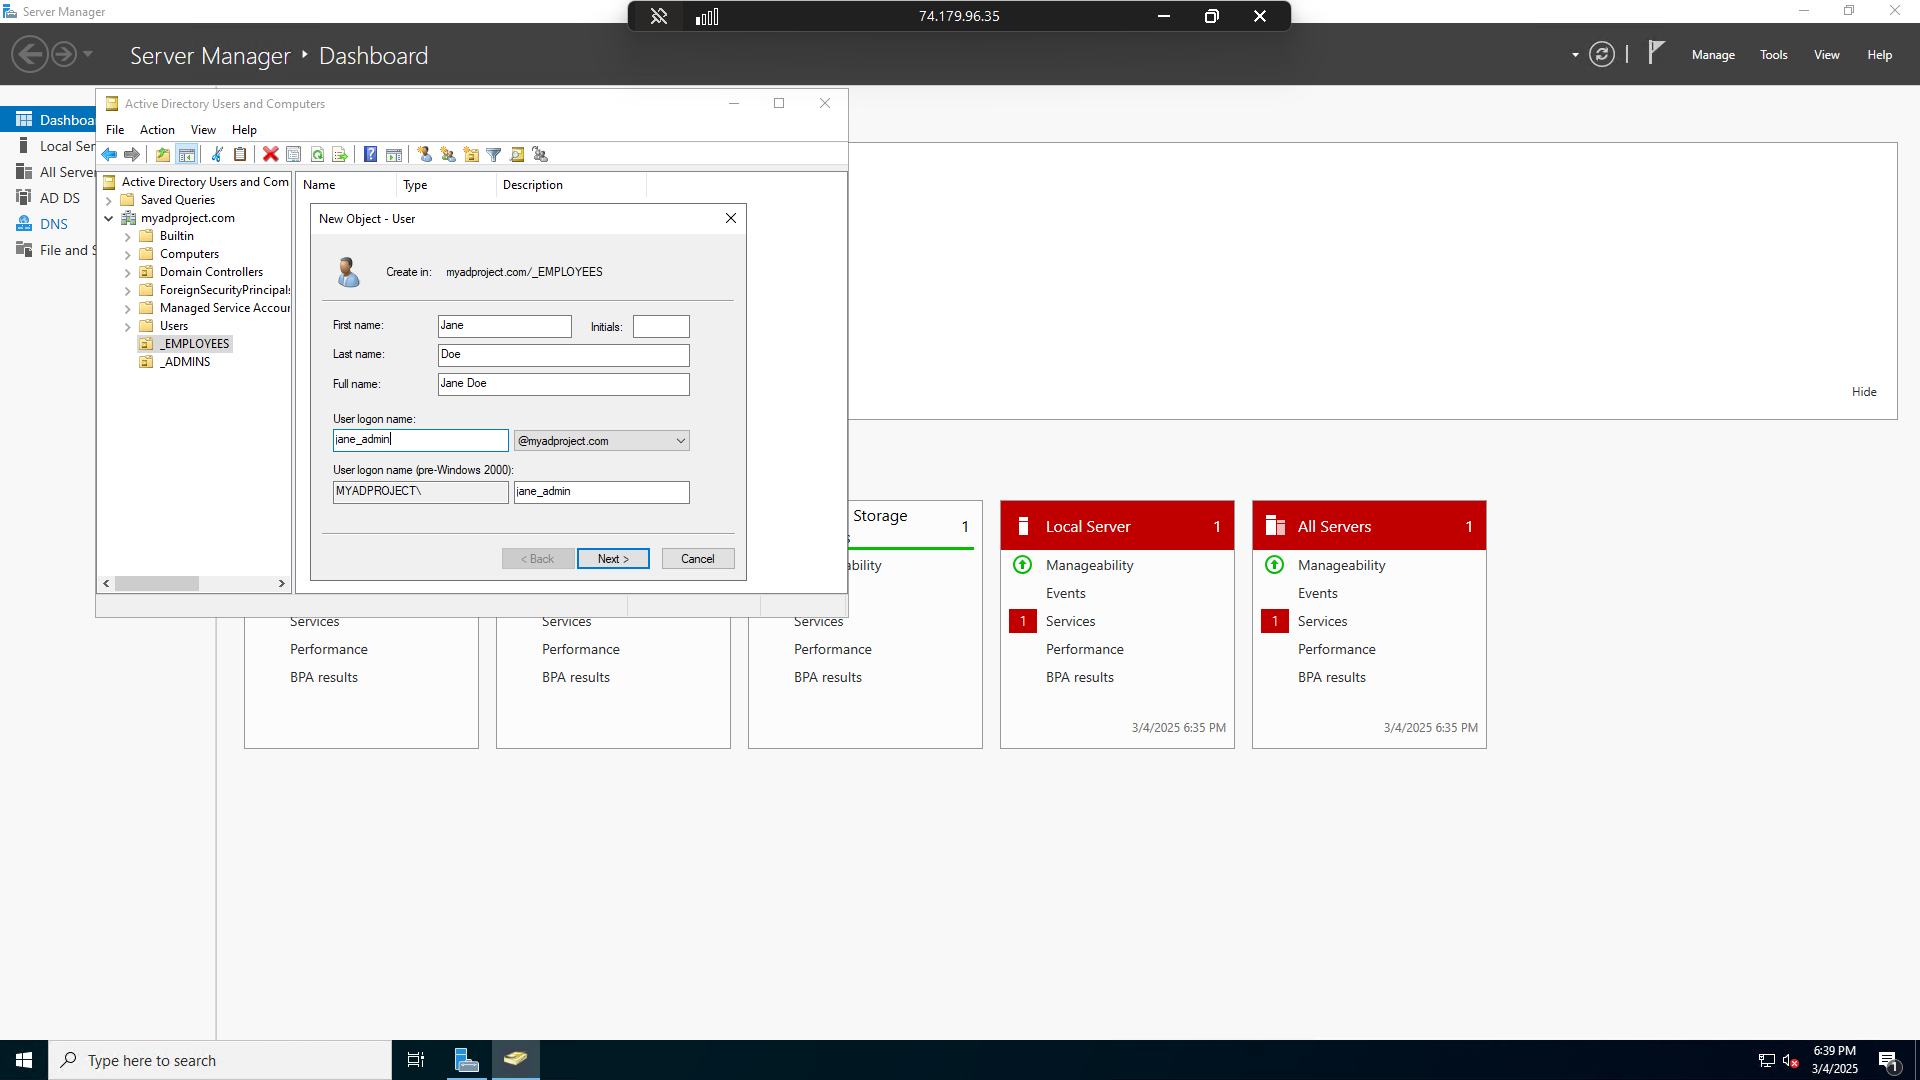 Server Manager
74.179.96.35
Server Manager ‣ Dashboard
Manage Tools View Help
Dashboa
Local Ser
All Server
AD DS
DNS
File and S
Active Directory Users and Computers
File Action View Help
Active Directory Users and Com
Saved Queries
myadproject.com
Builtin
Computers
Domain Controllers
ForeignSecurityPrincipals
Managed Service Accour
Users
_EMPLOYEES
_ADMINS
Name Type Description
New Object - User
Create in: myadproject.com/_EMPLOYEES
First name: Jane Initials:
Last name: Doe
Full name: Jane Doe
User logon name:
jane_admin @myadproject.com
User logon name (pre-Windows 2000):
MYADPROJECT\ jane_admin
< Back Next > Cancel
Hide
Services
Performance
BPA results
Services
Performance
BPA results
Storage 1
s
ability
Services
Performance
BPA results
Local Server 1
Manageability
Events
1 Services
Performance
BPA results
3/4/2025 6:35 PM
All Servers 1
Manageability
Events
1 Services
Performance
BPA results
3/4/2025 6:35 PM
Type here to search
6:39 PM
3/4/2025
1